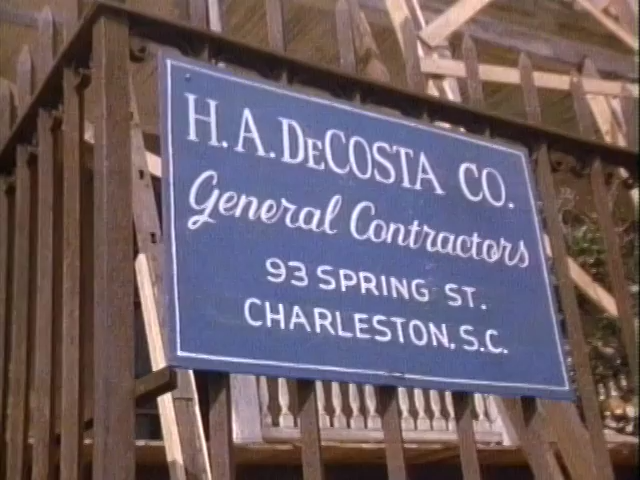 H.A. DeCOSTA CO.
General Contractors
93 SPRING ST.
CHARLESTON, S.C.